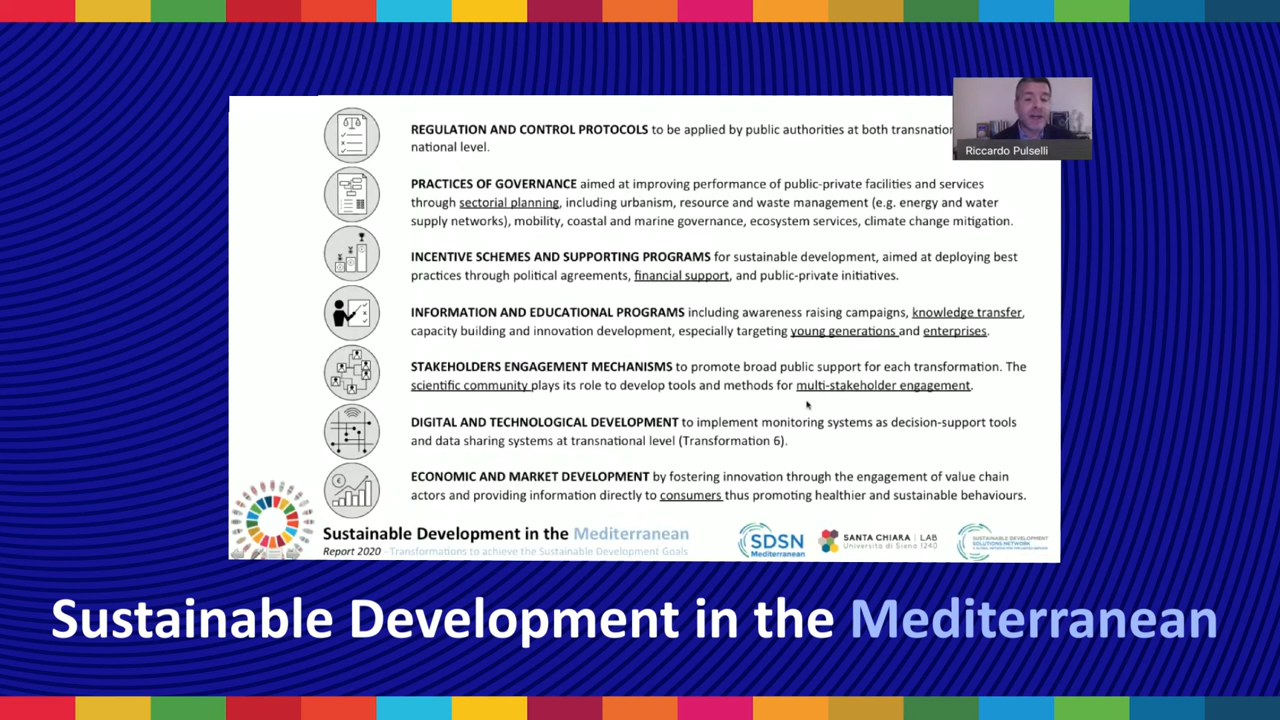 REGULATION AND CONTROL PROTOCOLS to be applied by public authorities at both
national level.
Riccardo Pulselli
PRACTICES OF GOVERNANCE aimed at improving performance of public-private facilities and services
through sectorial planning, including urbanism, resource and waste management (e.g. energy and water
supply networks), mobility, coastal and marine governance, ecosystem services, climate change mitigation.
INCENTIVE SCHEMES AND SUPPORTING PROGRAMS for sustainable development, aimed at deploying best
practices through political agreements, financial support, and public-private initiatives.
INFORMATION AND EDUCATIONAL PROGRAMS including awareness raising campaigns, knowledge transfer,
capacity building and innovation development, especially targeting young generations and enterprises.
STAKEHOLDERS ENGAGEMENT MECHANISMS to promote broad public support for each transformation. The
scientific community plays its role to develop tools and methods for multi-stakeholder engagement.
DIGITAL AND TECHNOLOGICAL DEVELOPMENT to implement monitoring systems as decision-support tools
and data sharing systems at transnational level (Transformation 6).
ECONOMIC AND MARKET DEVELOPMENT by fostering innovation through the engagement of value chain
actors and providing information directly to consumers thus promoting healthier and sustainable behaviours.
Sustainable Development in the Mediterranean
Report 2020 - Transformations to achieve the Sustainable Development Goals
SDSN
Mediterranean
SANTA CHIARA | LAB
Università di Siena 1240
SUSTAINABLE DEVELOPMENT
SOLUTIONS NETWORK
Sustainable Development in the Mediterranean